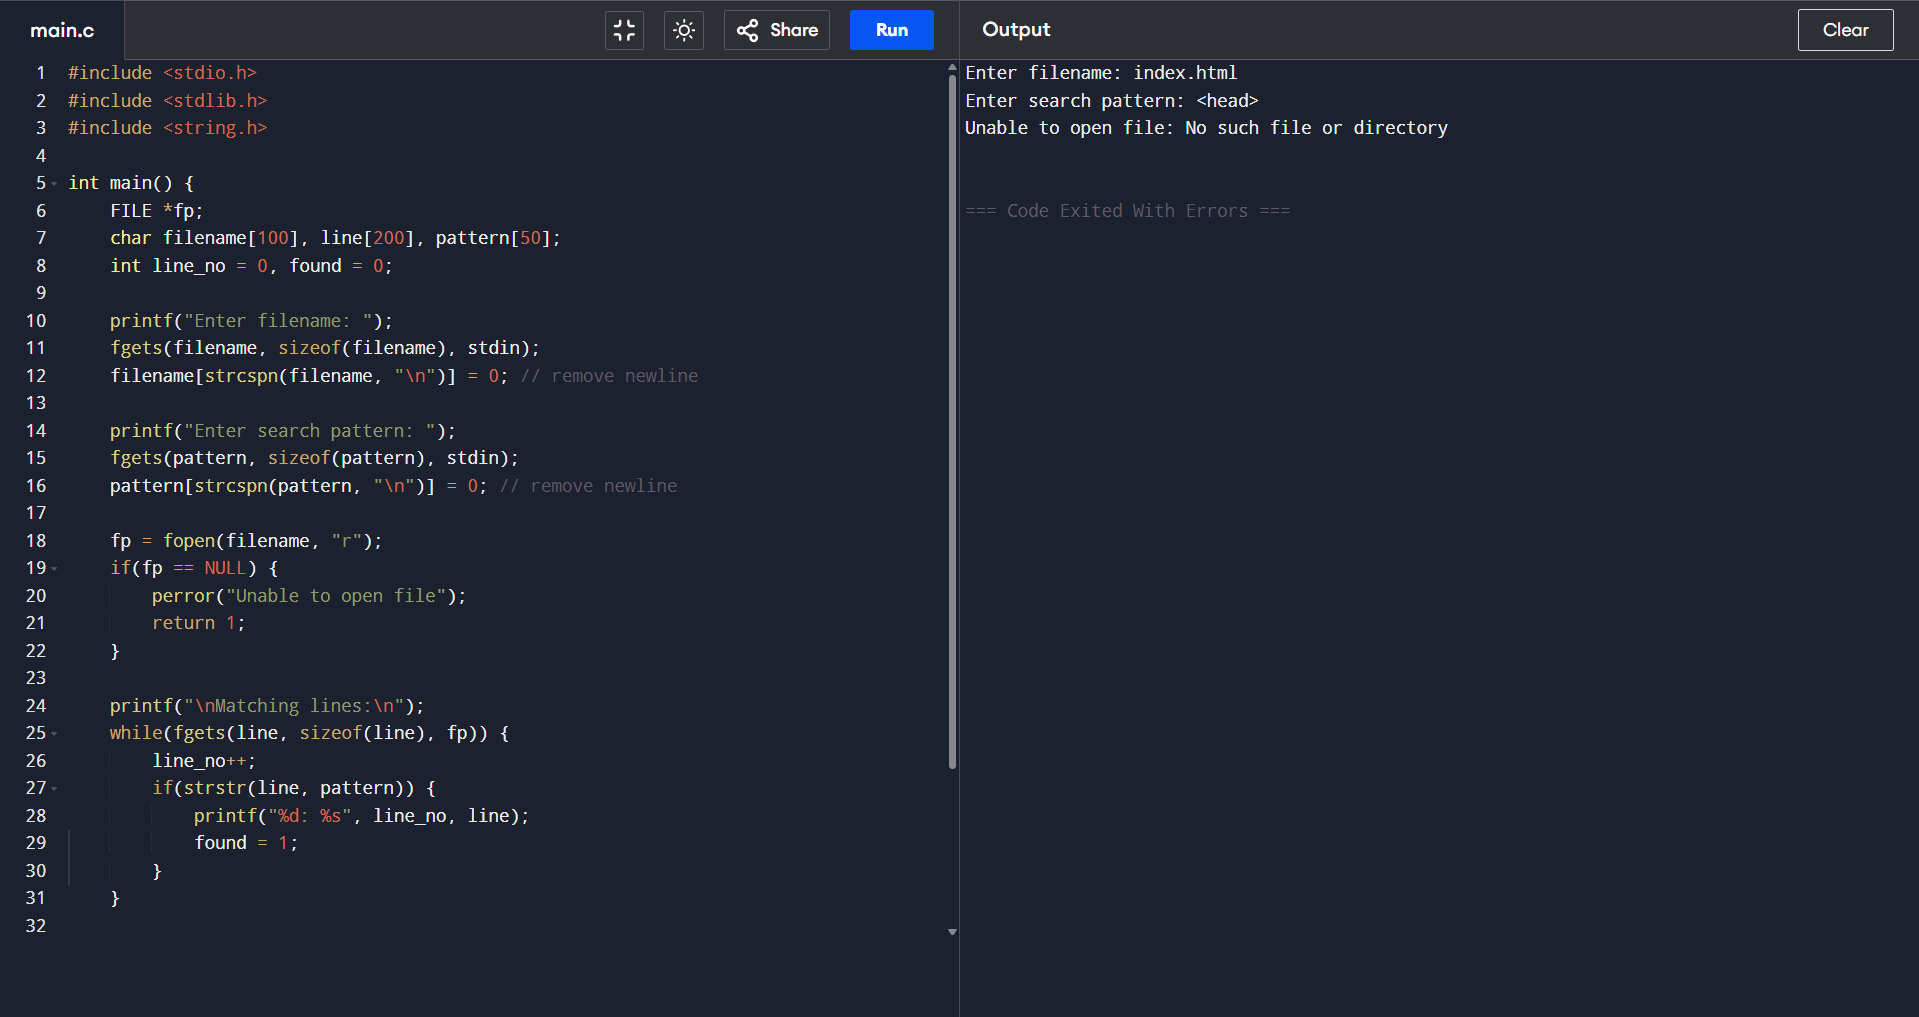 main.c
Share
Run
Output
Clear
1 #include <stdio.h>
2 #include <stdlib.h>
3 #include <string.h>
4
5 int main() {
6     FILE *fp;
7     char filename[100], line[200], pattern[50];
8     int line_no = 0, found = 0;
9
10     printf("Enter filename: ");
11     fgets(filename, sizeof(filename), stdin);
12     filename[strcspn(filename, "\n")] = 0; // remove newline
13
14     printf("Enter search pattern: ");
15     fgets(pattern, sizeof(pattern), stdin);
16     pattern[strcspn(pattern, "\n")] = 0; // remove newline
17
18     fp = fopen(filename, "r");
19     if(fp == NULL) {
20         perror("Unable to open file");
21         return 1;
22     }
23
24     printf("\nMatching lines:\n");
25     while(fgets(line, sizeof(line), fp)) {
26         line_no++;
27         if(strstr(line, pattern)) {
28             printf("%d: %s", line_no, line);
29             found = 1;
30         }
31     }
32
Enter filename: index.html
Enter search pattern: <head>
Unable to open file: No such file or directory
=== Code Exited With Errors ===